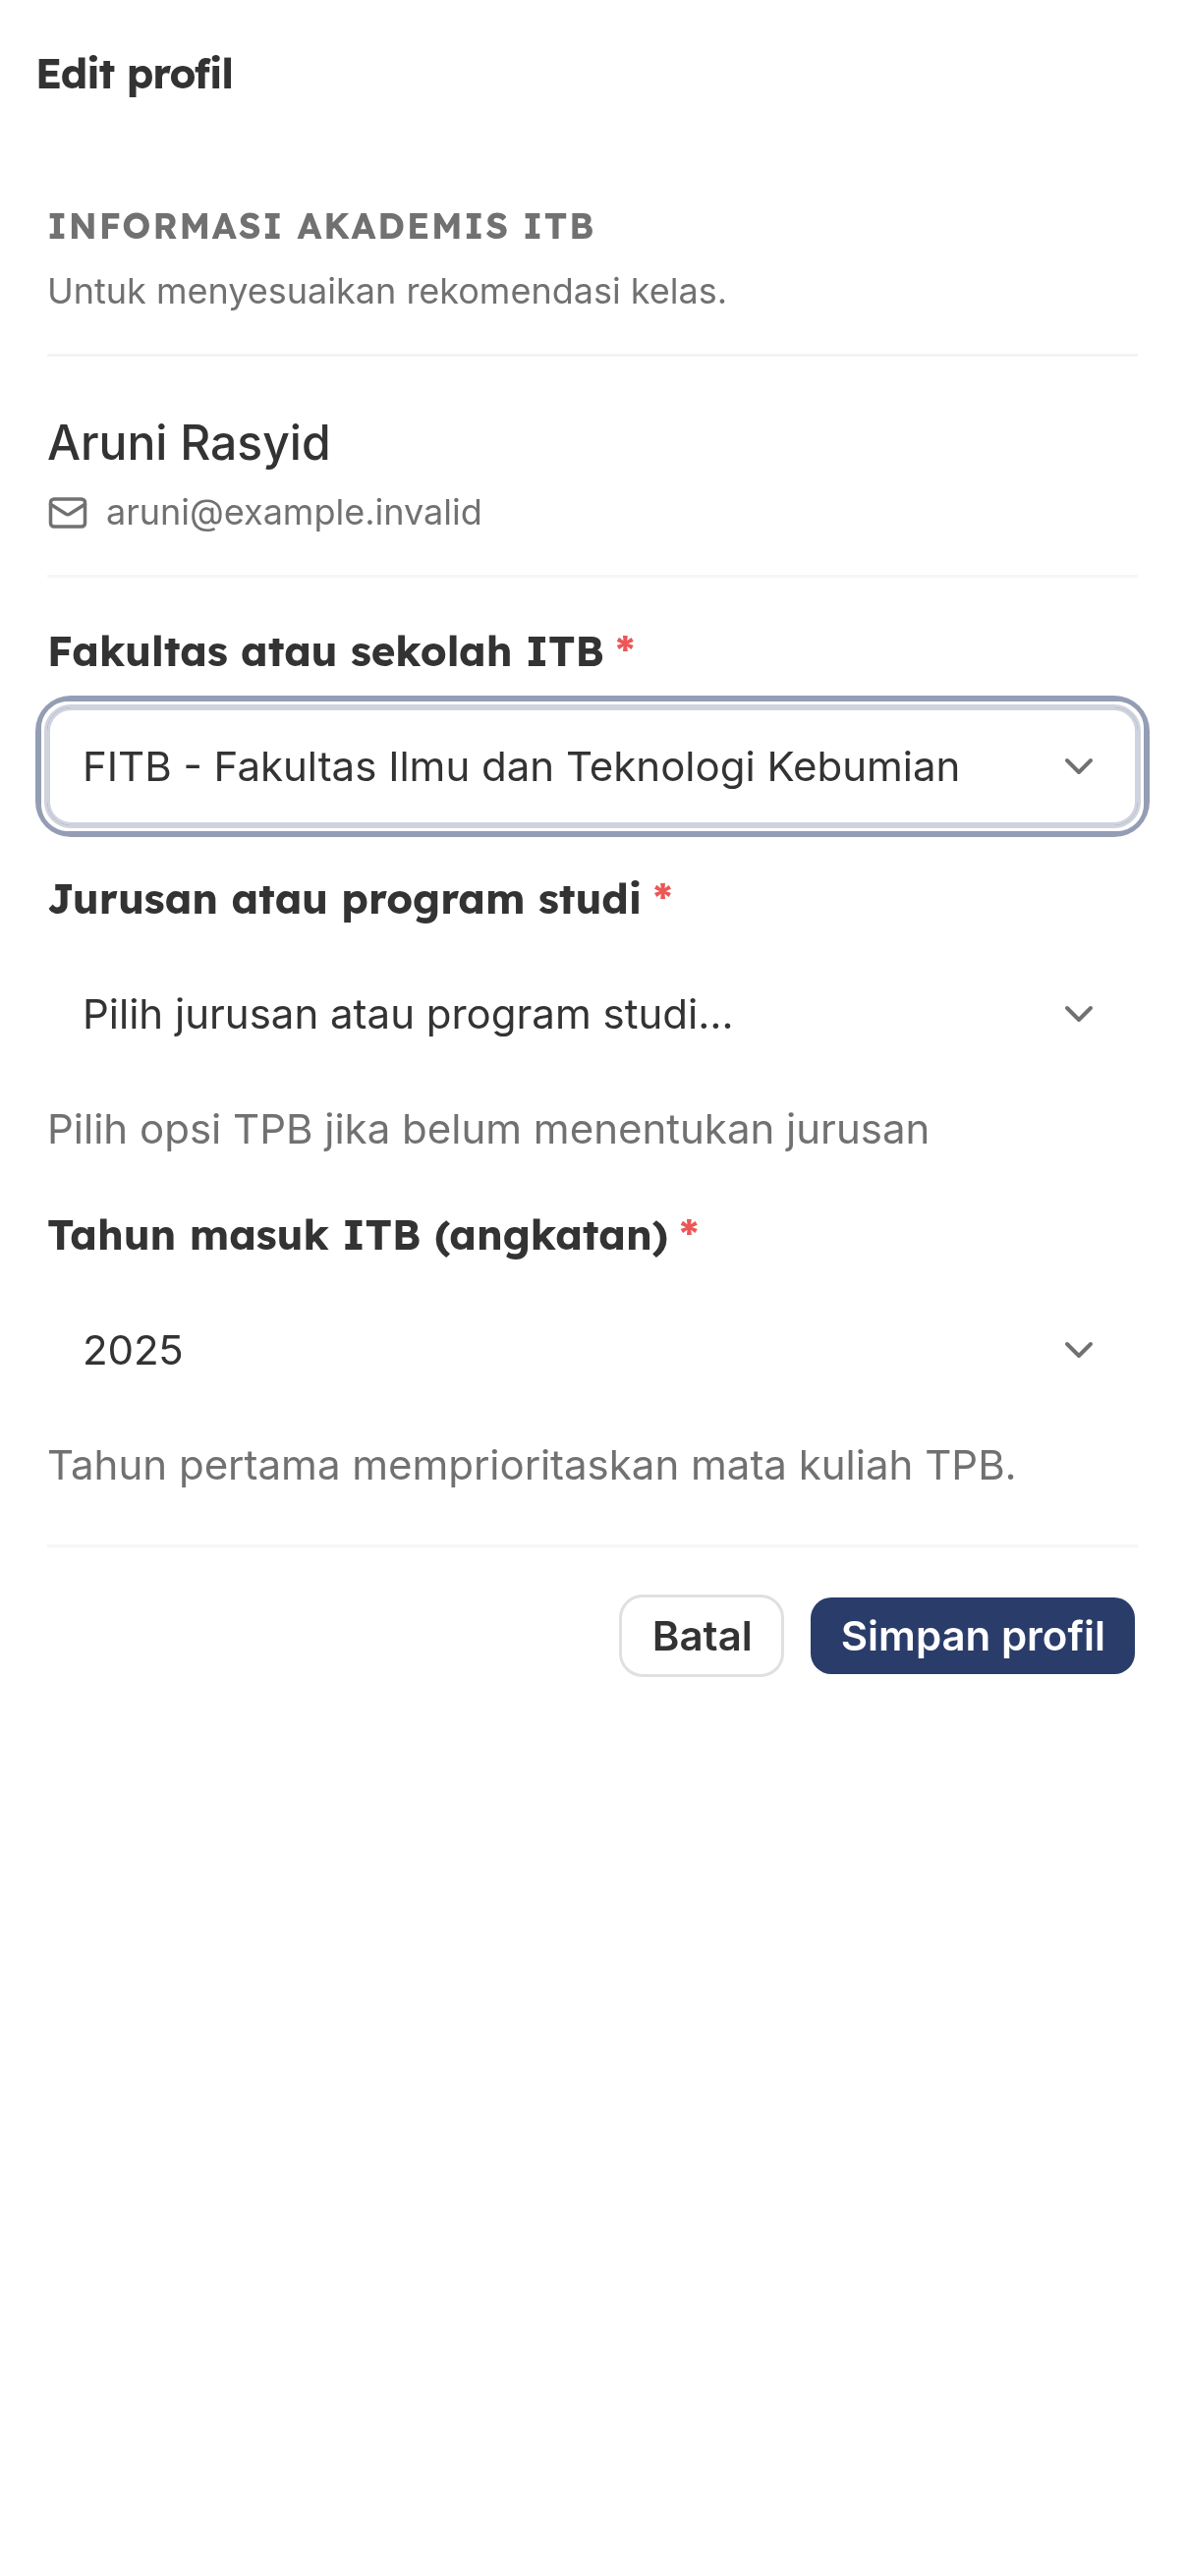 Edit profil
INFORMASI AKADEMIS ITB
Untuk menyesuaikan rekomendasi kelas.
Aruni Rasyid
aruni@example.invalid
Fakultas atau sekolah ITB *
FITB - Fakultas Ilmu dan Teknologi Kebumian
Jurusan atau program studi *
Pilih jurusan atau program studi...
Pilih opsi TPB jika belum menentukan jurusan
Tahun masuk ITB (angkatan) *
2025
Tahun pertama memprioritaskan mata kuliah TPB.
Batal
Simpan profil